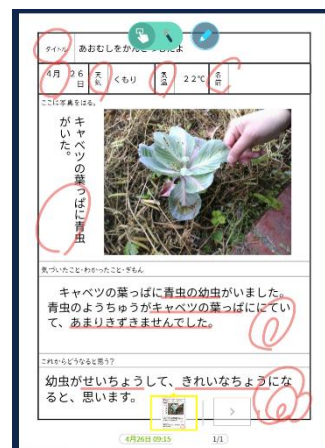 タイトル
あおむしをかん
したよ
4月
26日
天気
くもり
気温
22℃
名前
ここに写真をはる。
キャベツの葉っぱに青虫
がいた。
気づいたこと・わかったこと・ぎもん
キャベツの葉っぱに青虫の幼虫がいました。
青虫のようちゅうがキャベツの葉っぱににてい
て、あまりきずきませんでした。
これからどうなると思う?
幼虫がせいちょうして、きれいなちょうにな
ると、思います。
4月26日 09:15
1/1